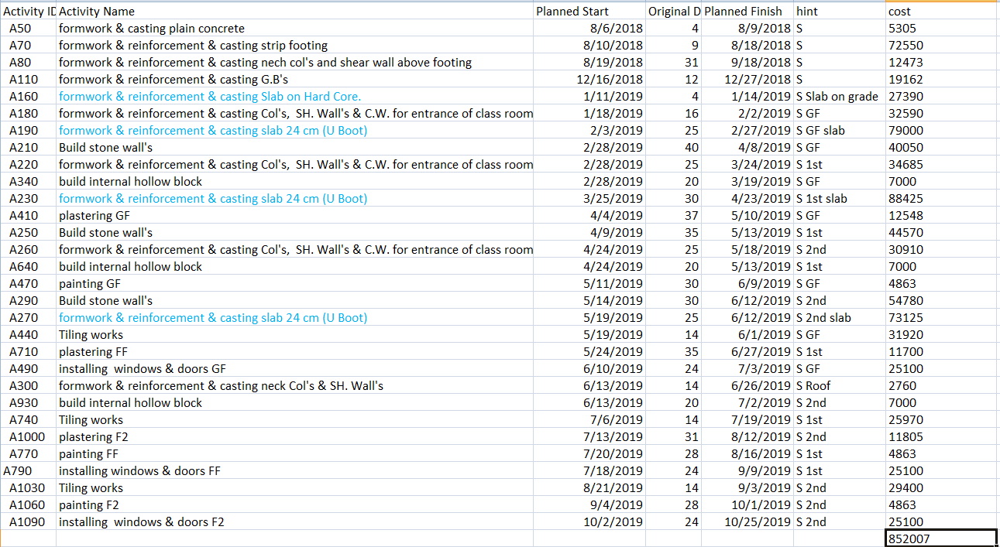 Activity ID Activity Name Planned Start Original D Planned Finish hint cost
A50 formwork & casting plain concrete 8/6/2018 4 8/9/2018 S 5305
A70 formwork & reinforcement & casting strip footing 8/10/2018 9 8/18/2018 S 72550
A80 formwork & reinforcement & casting nech col's and shear wall above footing 8/19/2018 31 9/18/2018 S 12473
A110 formwork & reinforcement & casting G.B's 12/16/2018 12 12/27/2018 S 19162
A160 formwork & reinforcement & casting Slab on Hard Core. 1/11/2019 4 1/14/2019 S Slab on grade 27390
A180 formwork & reinforcement & casting Col's, SH. Wall's & C.W. for entrance of class room 1/18/2019 16 2/2/2019 S GF 32590
A190 formwork & reinforcement & casting slab 24 cm (U Boot) 2/3/2019 25 2/27/2019 S GF slab 79000
A210 Build stone wall's 2/28/2019 40 4/8/2019 S GF 40050
A220 formwork & reinforcement & casting Col's, SH. Wall's & C.W. for entrance of class room 2/28/2019 25 3/24/2019 S 1st 34685
A340 build internal hollow block 2/28/2019 20 3/19/2019 S GF 7000
A230 formwork & reinforcement & casting slab 24 cm (U Boot) 3/25/2019 30 4/23/2019 S 1st slab 88425
A410 plastering GF 4/4/2019 37 5/10/2019 S GF 12548
A250 Build stone wall's 4/9/2019 35 5/13/2019 S 1st 44570
A260 formwork & reinforcement & casting Col's, SH. Wall's & C.W. for entrance of class room 4/24/2019 25 5/18/2019 S 2nd 30910
A640 build internal hollow block 4/24/2019 20 5/13/2019 S 1st 7000
A470 painting GF 5/11/2019 30 6/9/2019 S GF 4863
A290 Build stone wall's 5/14/2019 30 6/12/2019 S 2nd 54780
A270 formwork & reinforcement & casting slab 24 cm (U Boot) 5/19/2019 25 6/12/2019 S 2nd slab 73125
A440 Tiling works 5/19/2019 14 6/1/2019 S GF 31920
A710 plastering FF 5/24/2019 35 6/27/2019 S 1st 11700
A490 installing windows & doors GF 6/10/2019 24 7/3/2019 S GF 25100
A300 formwork & reinforcement & casting neck Col's & SH. Wall's 6/13/2019 14 6/26/2019 S Roof 2760
A930 build internal hollow block 6/13/2019 20 7/2/2019 S 2nd 7000
A740 Tiling works 7/6/2019 14 7/19/2019 S 1st 25970
A1000 plastering F2 7/13/2019 31 8/12/2019 S 2nd 11805
A770 painting FF 7/20/2019 28 8/16/2019 S 1st 4863
A790 installing windows & doors FF 7/18/2019 24 9/9/2019 S 1st 25100
A1030 Tiling works 8/21/2019 14 9/3/2019 S 2nd 29400
A1060 painting F2 9/4/2019 28 10/1/2019 S 2nd 4863
A1090 installing windows & doors F2 10/2/2019 24 10/25/2019 S 2nd 25100
852007